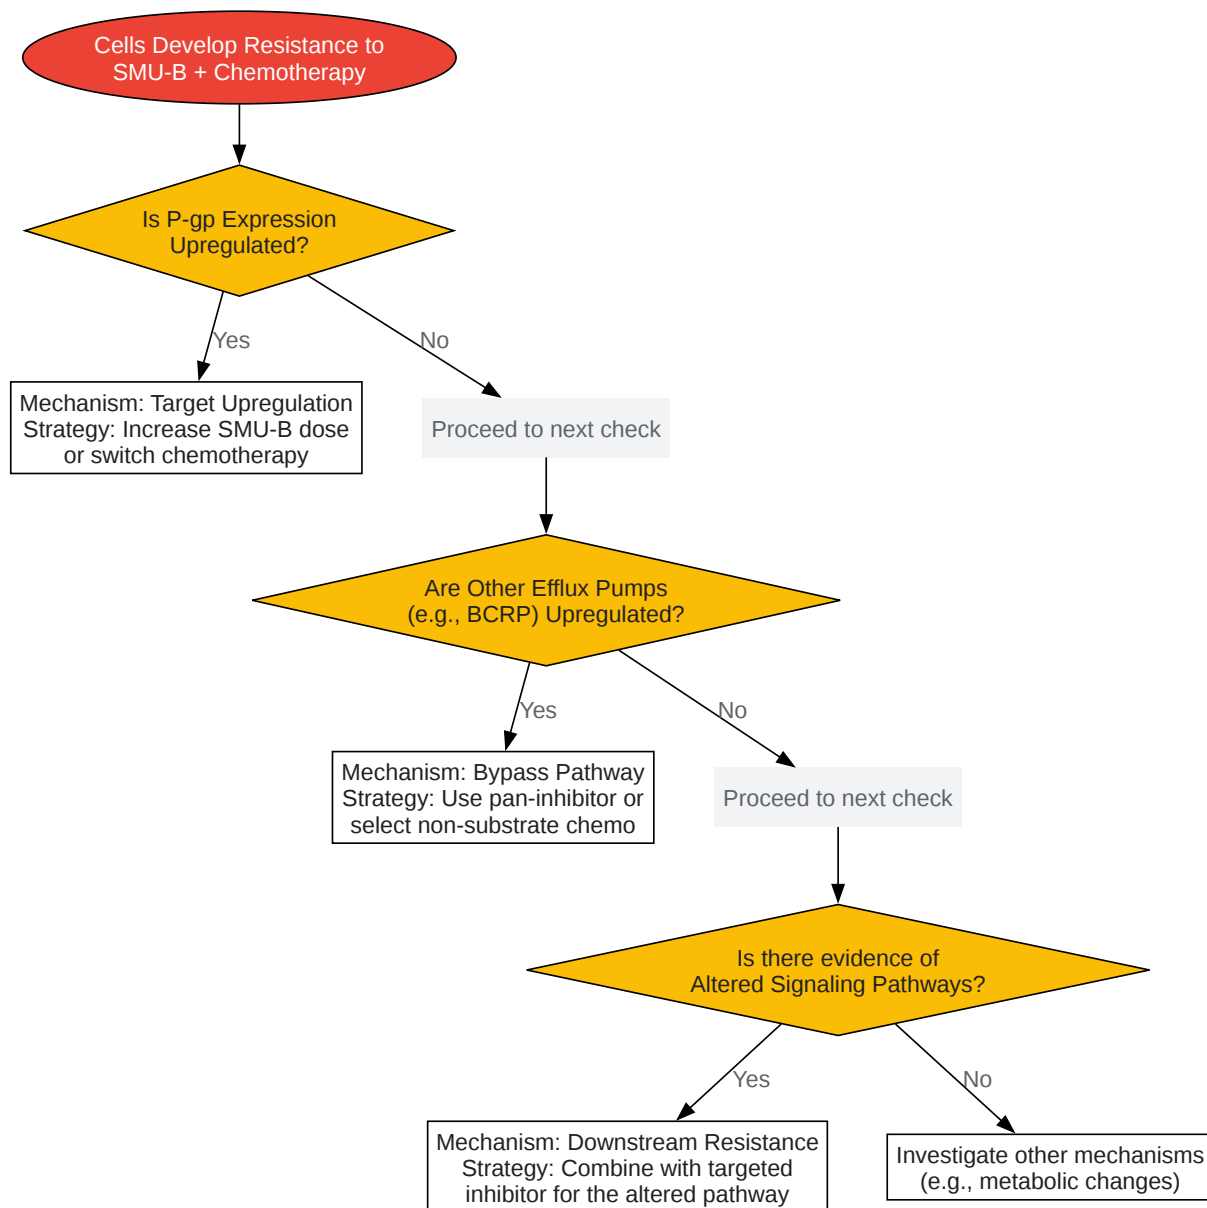 Cells Develop Resistance to
SMU-B + Chemotherapy
Is P-gp Expression
Upregulated?
Yes
No
Mechanism: Target Upregulation
Strategy: Increase SMU-B dose
or switch chemotherapy
Proceed to next check
Are Other Efflux Pumps
(e.g., BCRP) Upregulated?
Yes
No
Mechanism: Bypass Pathway
Strategy: Use pan-inhibitor or
select non-substrate chemo
Proceed to next check
Is there evidence of
Altered Signaling Pathways?
Yes
No
Mechanism: Downstream Resistance
Strategy: Combine with targeted
inhibitor for the altered pathway
Investigate other mechanisms
(e.g., metabolic changes)